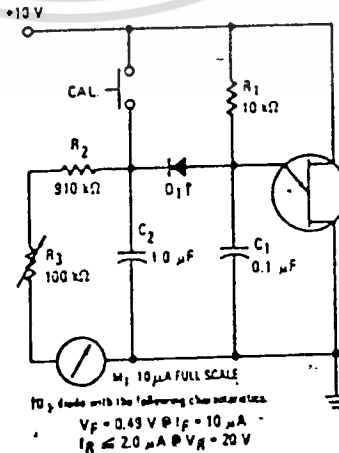 +10 V
CAL.
R1
10 kΩ
R2
910 kΩ
D1†
C2
1.0 µF
C1
0.1 µF
R3
100 kΩ
M1 10 µA FULL SCALE
†D1 diode with the following characteristics
VF = 0.49 V @ IF = 10 µA
IR ≤ 2.0 µA @ VR = 20 V